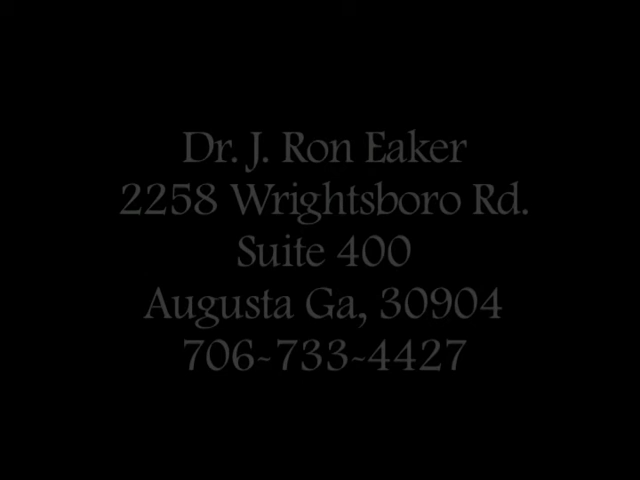 Dr. J. Ron Eaker
2258 Wrightsboro Rd.
Suite 400
Augusta Ga, 30904
706-733-4427